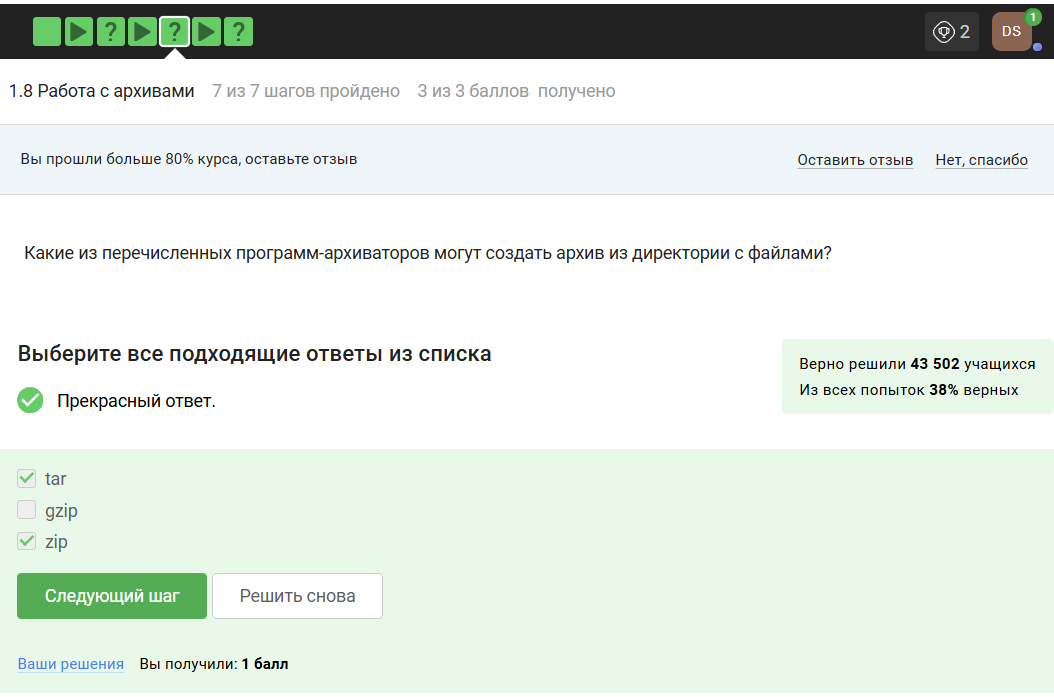 ? ? ? 2 DS 1
1.8 Работа с архивами 7 из 7 шагов пройдено 3 из 3 баллов получено
Вы прошли больше 80% курса, оставьте отзыв Оставить отзыв Нет, спасибо
Какие из перечисленных программ-архиваторов могут создать архив из директории с файлами?
Выберите все подходящие ответы из списка
Верно решили 43 502 учащихся
Из всех попыток 38% верных
Прекрасный ответ.
tar
gzip
zip
Следующий шаг Решить снова
Ваши решения Вы получили: 1 балл